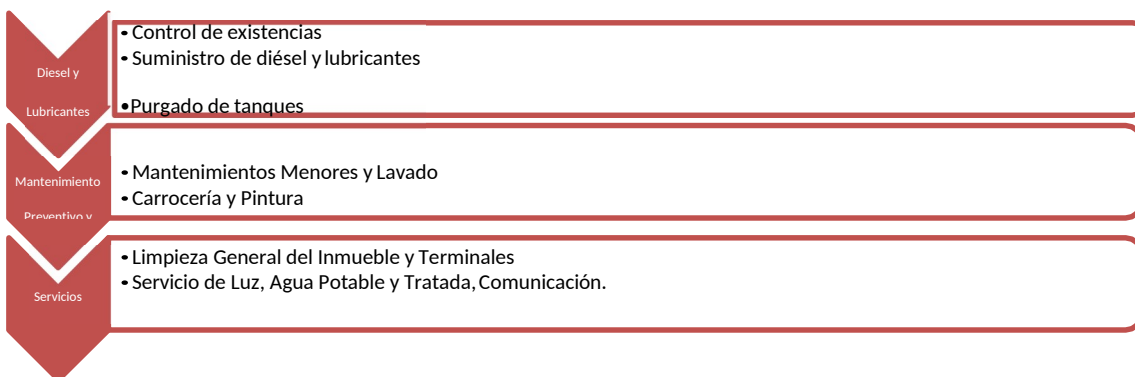 Diesel y
Lubricantes
• Control de existencias
• Suministro de diésel y lubricantes
•Purgado de tanques
Mantenimiento
Preventivo y
• Mantenimientos Menores y Lavado
• Carrocería y Pintura
Servicios
• Limpieza General del Inmueble y Terminales
• Servicio de Luz, Agua Potable y Tratada, Comunicación.